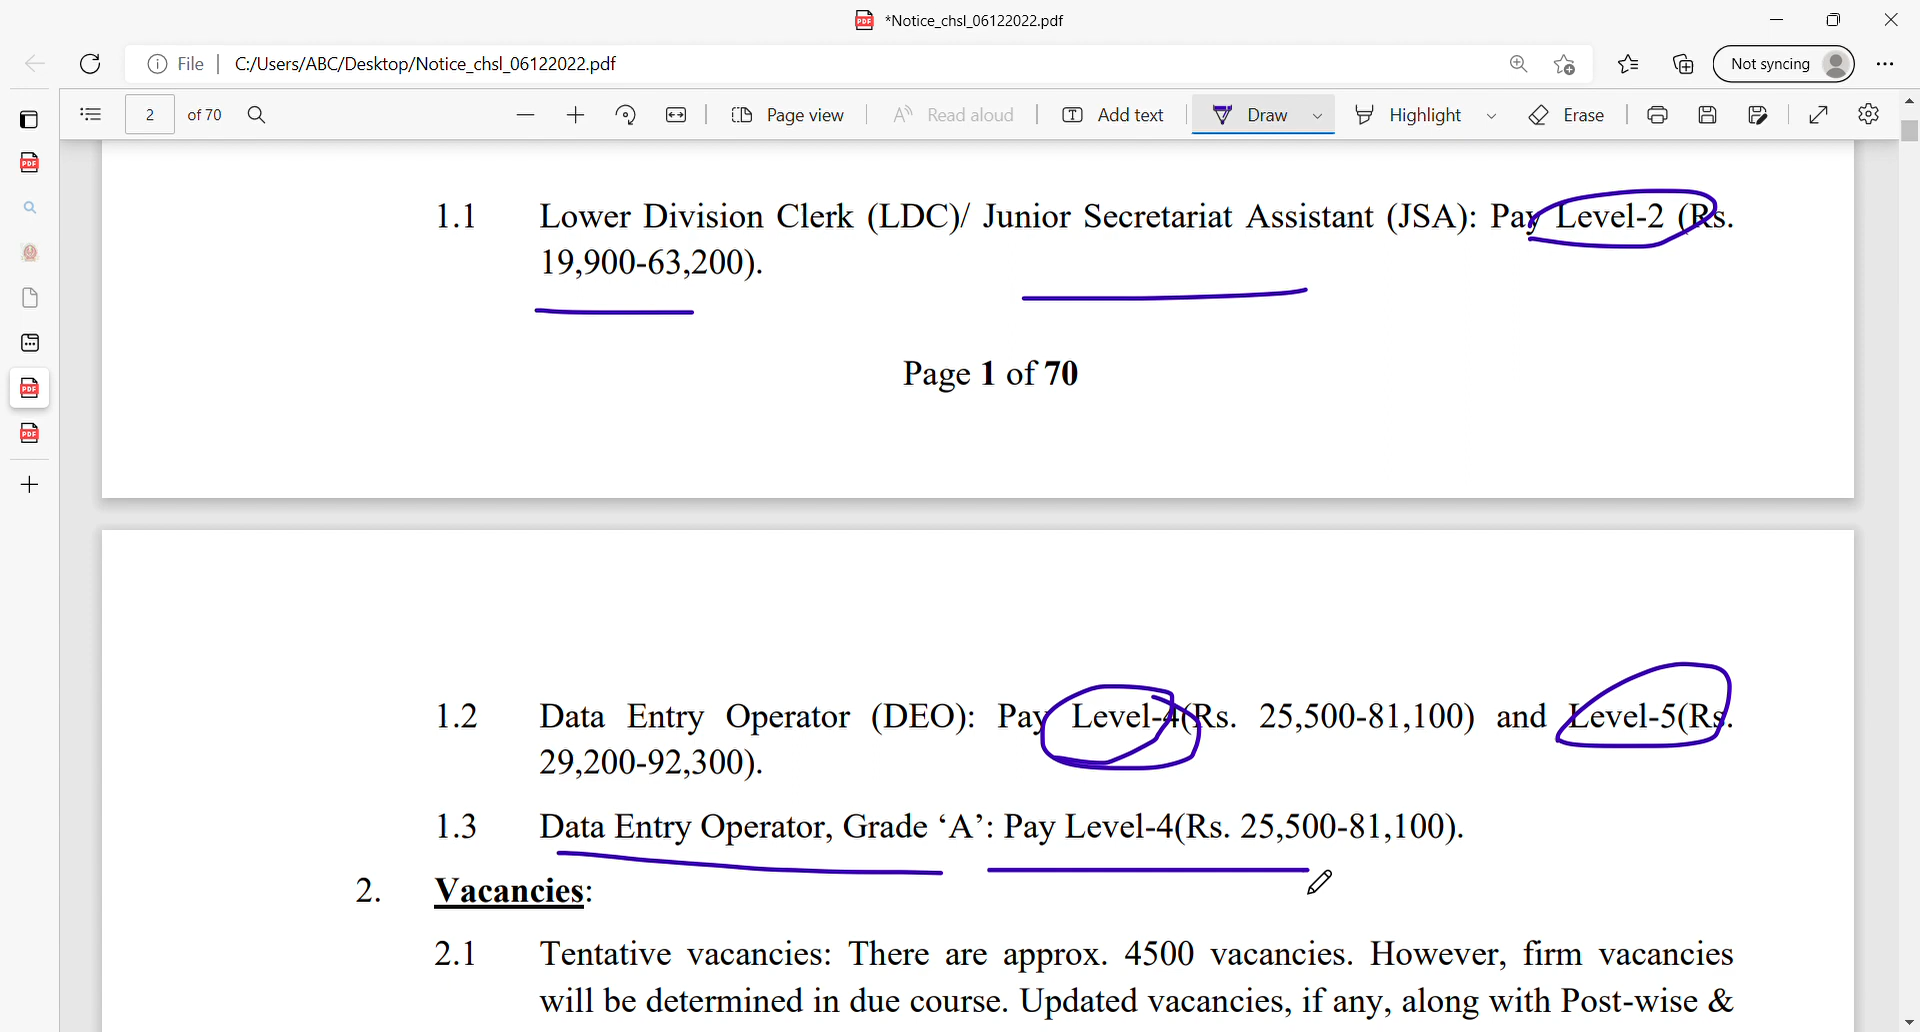 *Notice_chsl_06122022.pdf
File C:/Users/ABC/Desktop/Notice_chsl_06122022.pdf Not syncing
2 of 70 Page view Read aloud Add text Draw Highlight Erase
1.1 Lower Division Clerk (LDC)/ Junior Secretariat Assistant (JSA): Pay Level-2 (Rs.
19,900-63,200).
Page 1 of 70
1.2 Data Entry Operator (DEO): Pay Level-4(Rs. 25,500-81,100) and Level-5(Rs.
29,200-92,300).
1.3 Data Entry Operator, Grade ‘A’: Pay Level-4(Rs. 25,500-81,100).
2. Vacancies:
2.1 Tentative vacancies: There are approx. 4500 vacancies. However, firm vacancies
will be determined in due course. Updated vacancies, if any, along with Post-wise &